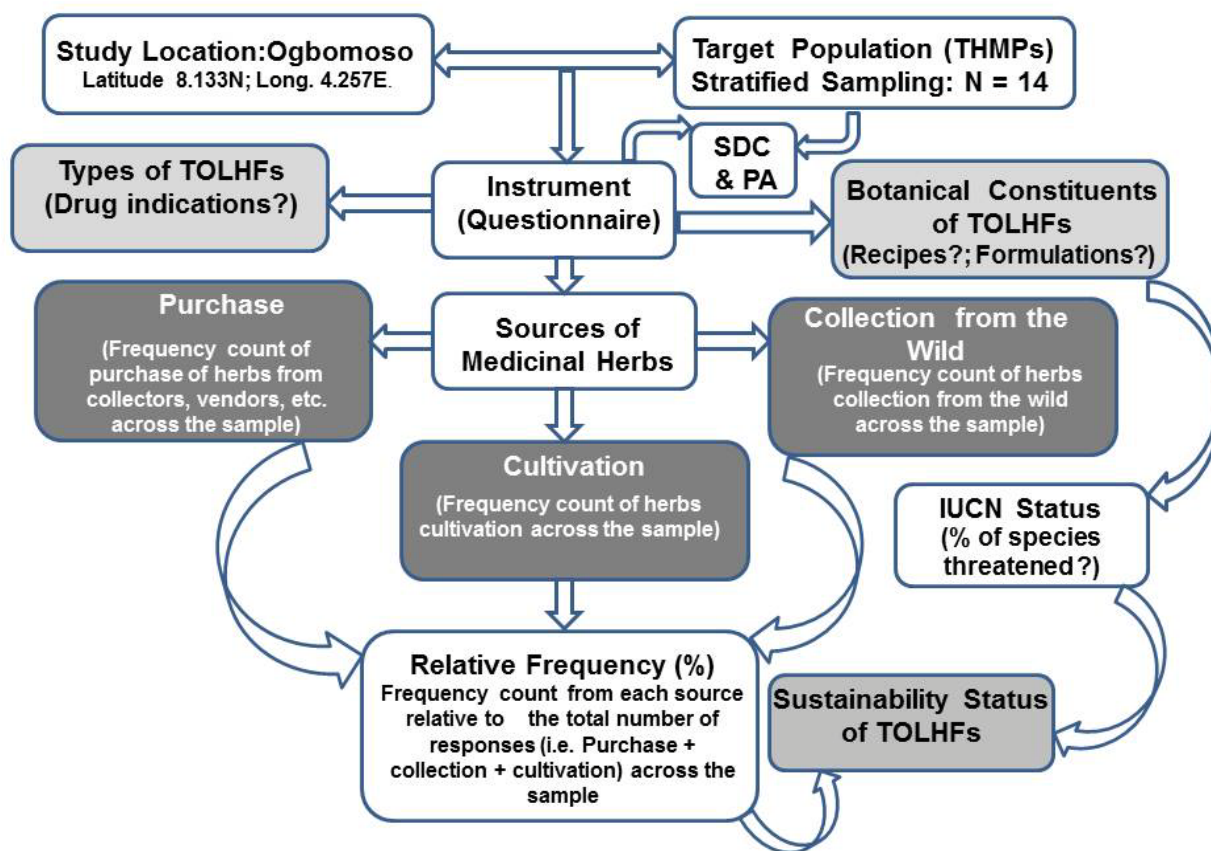 Study Location:Ogbomoso
Latitude 8.133N; Long. 4.257E.
Target Population (THMPs)
Stratified Sampling: N = 14
SDC
& PA
Types of TOLHFs
(Drug indications?)
Instrument
(Questionnaire)
Botanical Constituents
of TOLHFs
(Recipes?; Formulations?)
Purchase
(Frequency count of
purchase of herbs from
collectors, vendors, etc.
across the sample)
Sources of
Medicinal Herbs
Collection from the
Wild
(Frequency count of herbs
collection from the wild
across the sample)
Cultivation
(Frequency count of herbs
cultivation across the sample)
IUCN Status
(% of species
threatened?)
Relative Frequency (%)
Frequency count from each source
relative to the total number of
responses (i.e. Purchase +
collection + cultivation) across the
sample
Sustainability Status
of TOLHFs